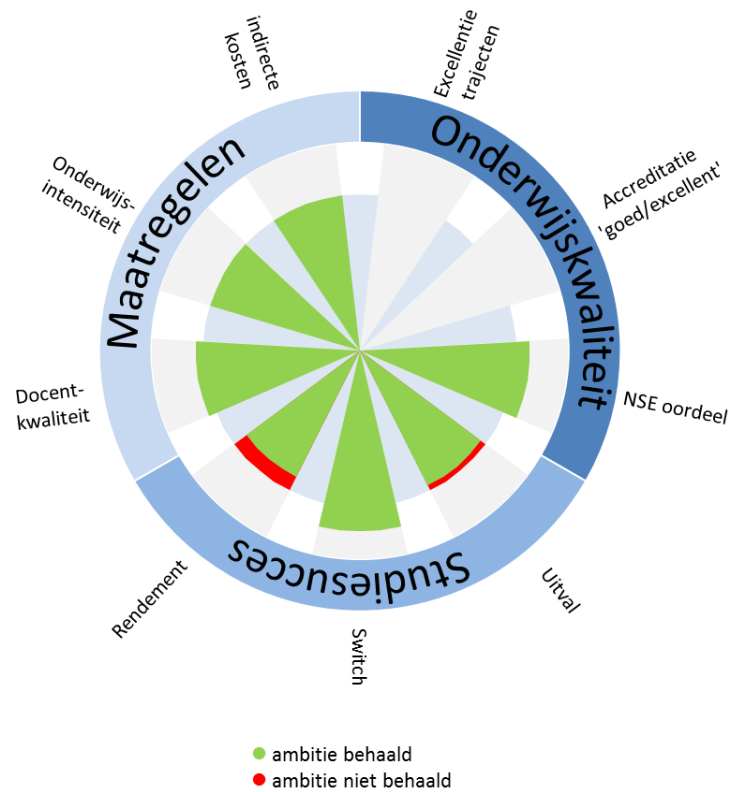 indirecte
kosten
Excellentie
trajecten
Onderwijs-
intensiteit
Accreditatie
'goed/excellent'
Maatregelen
Onderwijskwaliteit
Docent-
kwaliteit
NSE oordeel
Studiesucces
Rendement
Uitval
Switch
ambitie behaald
ambitie niet behaald